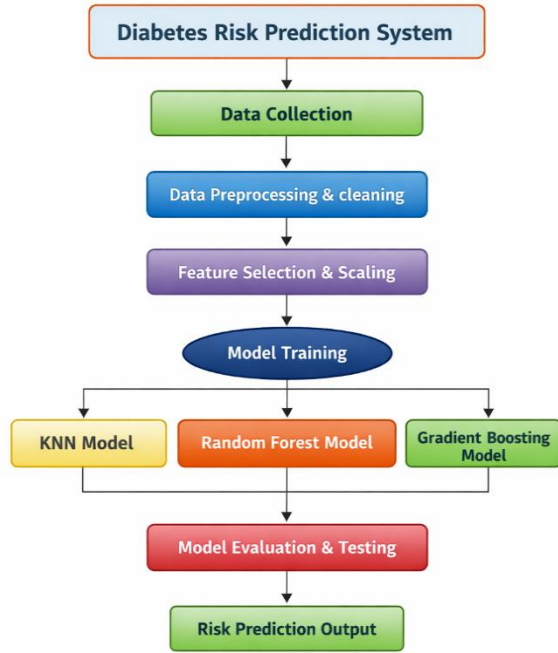 Diabetes Risk Prediction System
Data Collection
Data Preprocessing & cleaning
Feature Selection & Scaling
Model Training
KNN Model
Random Forest Model
Gradient Boosting
Model
Model Evaluation & Testing
Risk Prediction Output